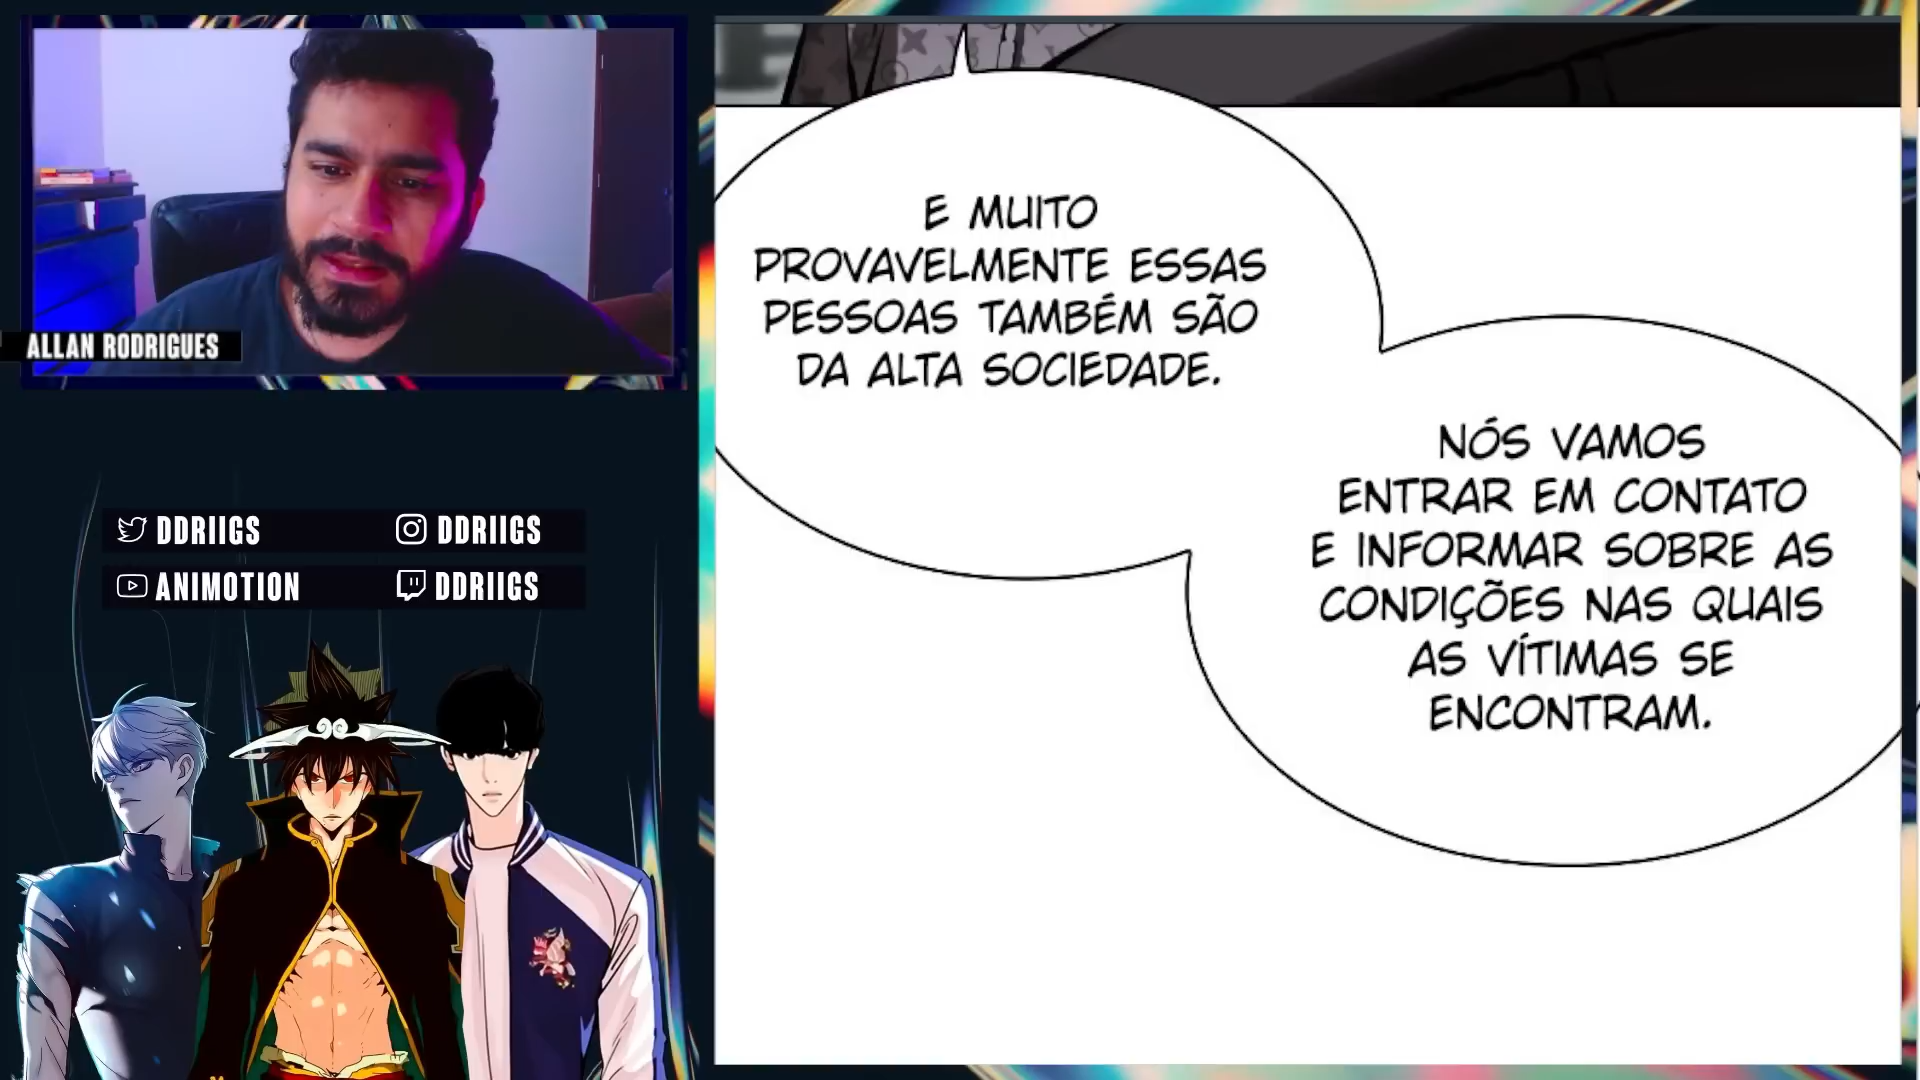 ALLAN RODRIGUES
DDRIIGS
DDRIIGS
ANIMOTION
DDRIIGS
E MUITO
PROVAVELMENTE ESSAS
PESSOAS TAMBÉM SÃO
DA ALTA SOCIEDADE.
NÓS VAMOS
ENTRAR EM CONTATO
E INFORMAR SOBRE AS
CONDIÇÕES NAS QUAIS
AS VÍTIMAS SE
ENCONTRAM.